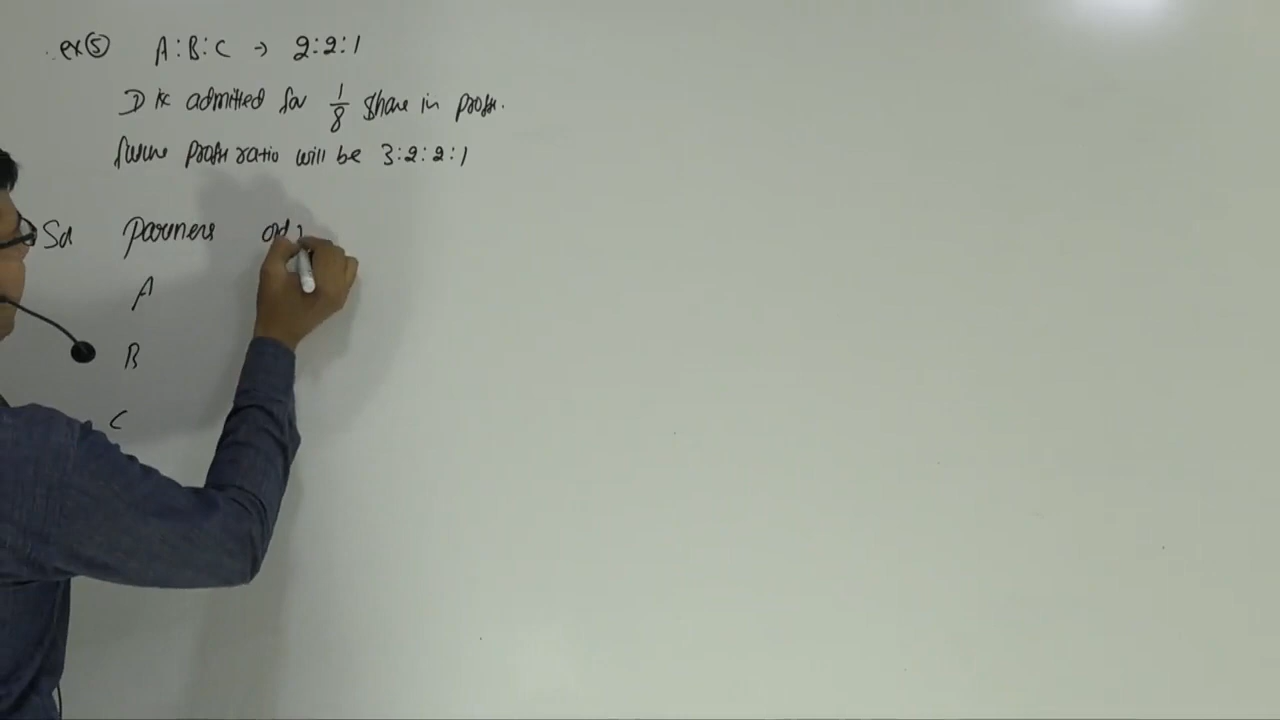 ex⑤ A:B:C → 2:2:1
D is admitted for 1/8 share in profit.
future profit ratio will be 3:2:2:1
Sol Partners old
A
B
C